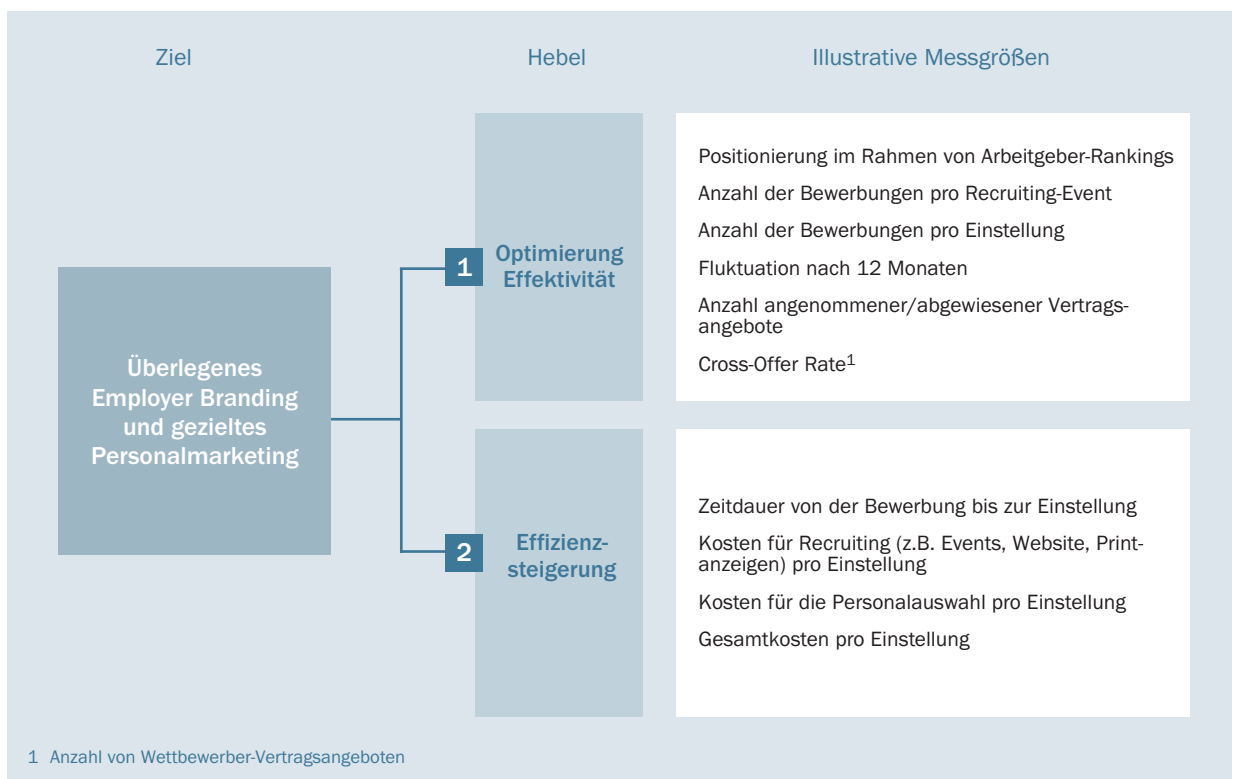 Ziel
Hebel
Illustrative Messgrößen
Überlegenes
Employer Branding
und gezieltes
Personalmarketing
1
Optimierung
Effektivität
Positionierung im Rahmen von Arbeitgeber-Rankings
Anzahl der Bewerbungen pro Recruiting-Event
Anzahl der Bewerbungen pro Einstellung
Fluktuation nach 12 Monaten
Anzahl angenommener/abgewiesener Vertrags-
angebote
Cross-Offer Rate1
2
Effizienz-
steigerung
Zeitdauer von der Bewerbung bis zur Einstellung
Kosten für Recruiting (z.B. Events, Website, Print-
anzeigen) pro Einstellung
Kosten für die Personalauswahl pro Einstellung
Gesamtkosten pro Einstellung
1 Anzahl von Wettbewerber-Vertragsangeboten